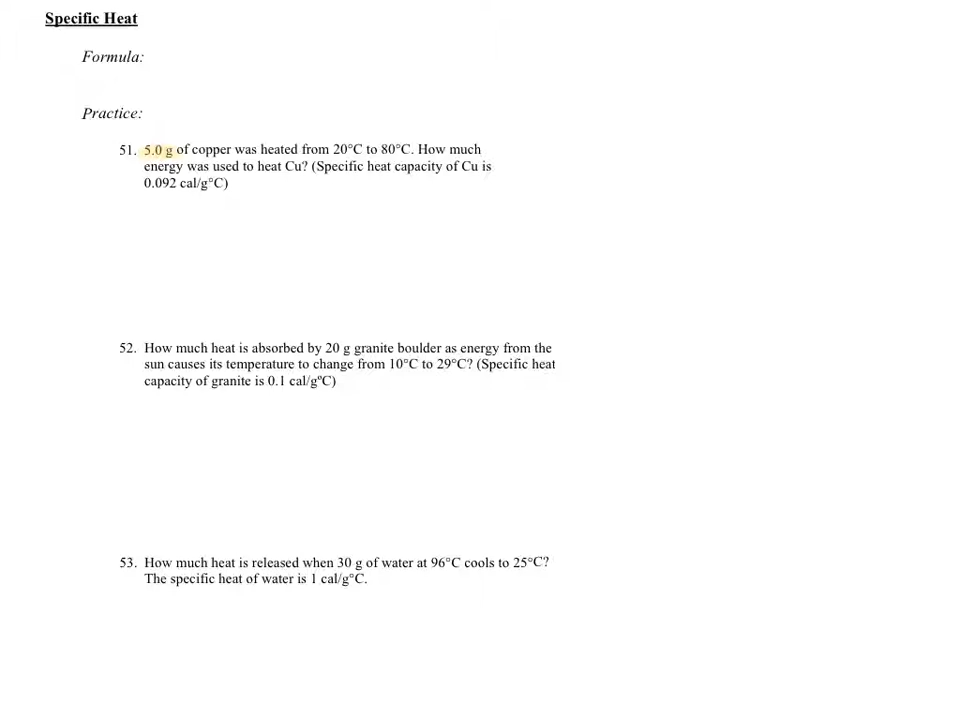 Specific Heat
Formula:
Practice:
51. 5.0 g of copper was heated from 20°C to 80°C. How much
energy was used to heat Cu? (Specific heat capacity of Cu is
0.092 cal/g°C)
52. How much heat is absorbed by 20 g granite boulder as energy from the
sun causes its temperature to change from 10°C to 29°C? (Specific heat
capacity of granite is 0.1 cal/gºC)
53. How much heat is released when 30 g of water at 96°C cools to 25°C?
The specific heat of water is 1 cal/g°C.